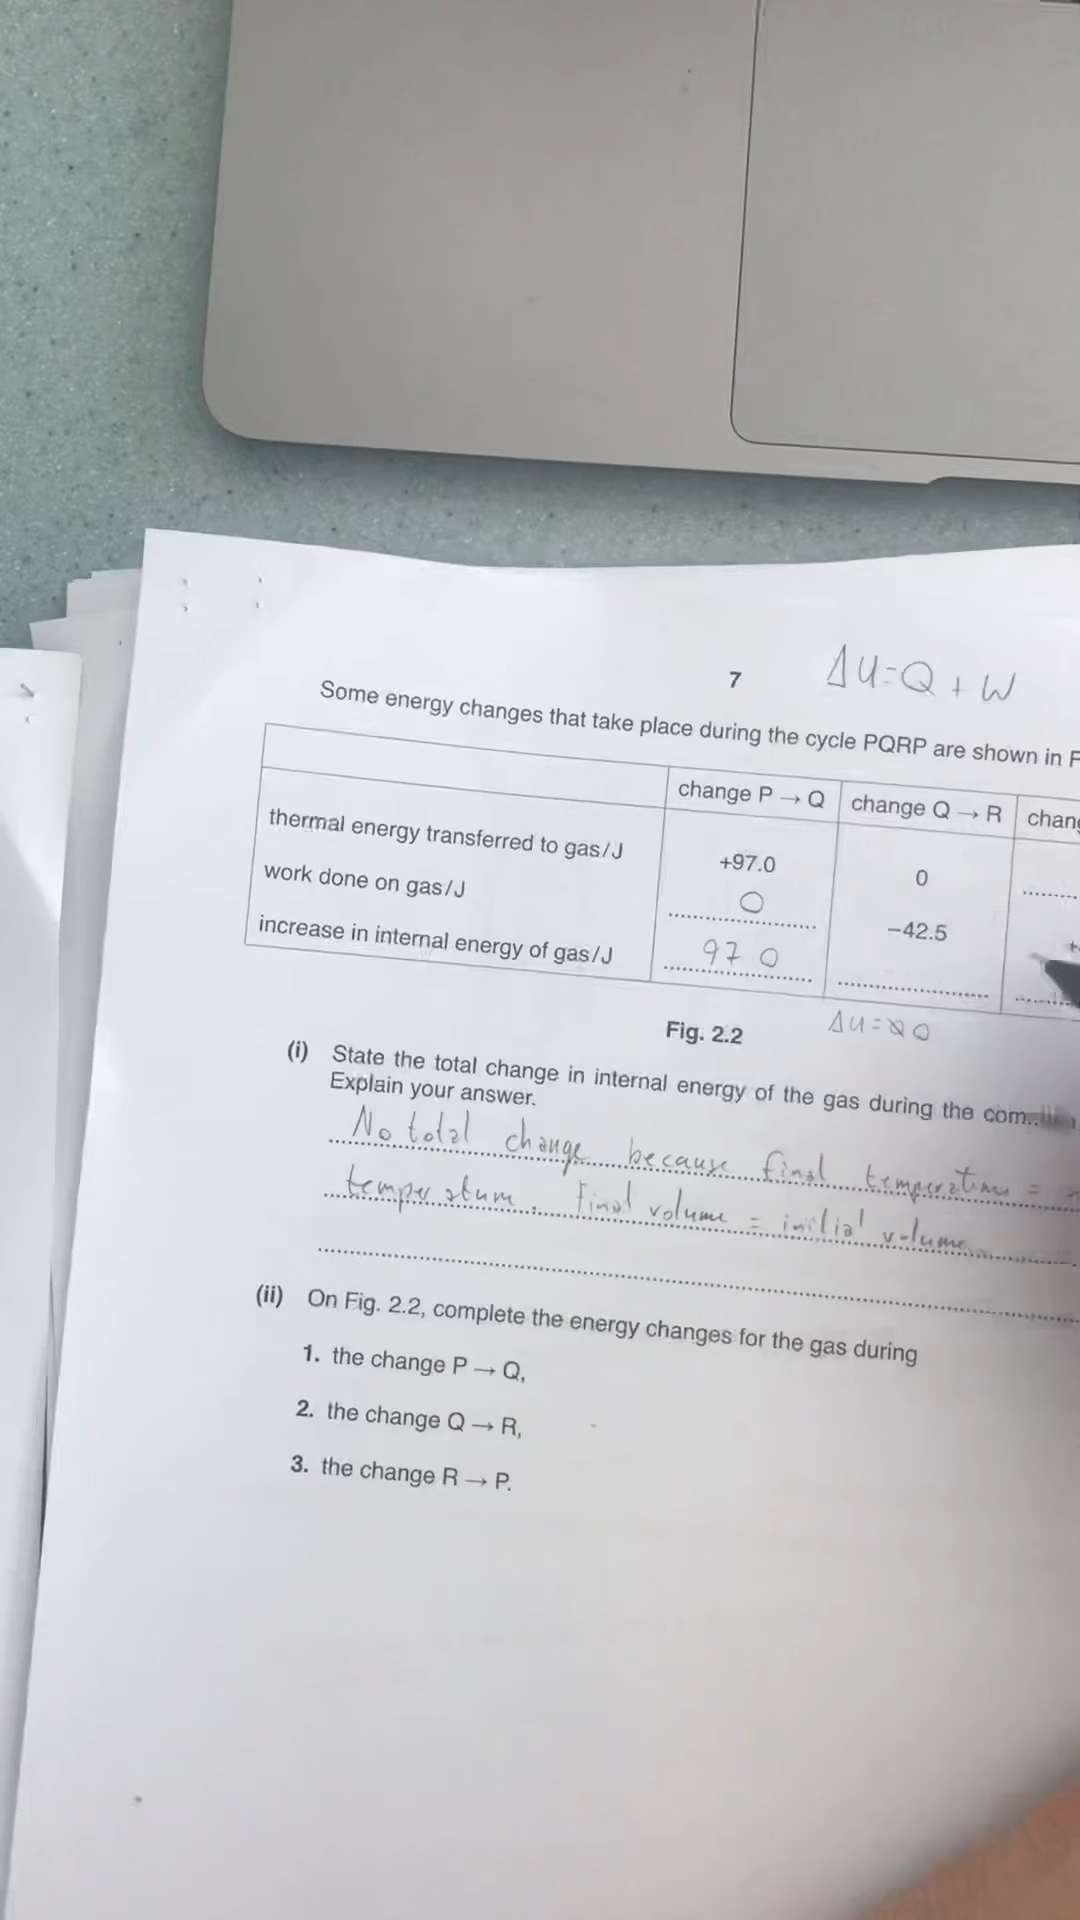 7 ΔU=Q + W
Some energy changes that take place during the cycle PQRP are shown in F
change P → Q change Q → R chang
thermal energy transferred to gas/J +97.0 0 ..........
work done on gas/J 0 −42.5
increase in internal energy of gas/J 97 0
Fig. 2.2 ΔU = 0
(i) State the total change in internal energy of the gas during the
Explain your answer.
No total change because final temperature =
temperature. Final volume = initial volume.
(ii) On Fig. 2.2, complete the energy changes for the gas during
1. the change P → Q,
2. the change Q → R,
3. the change R → P.